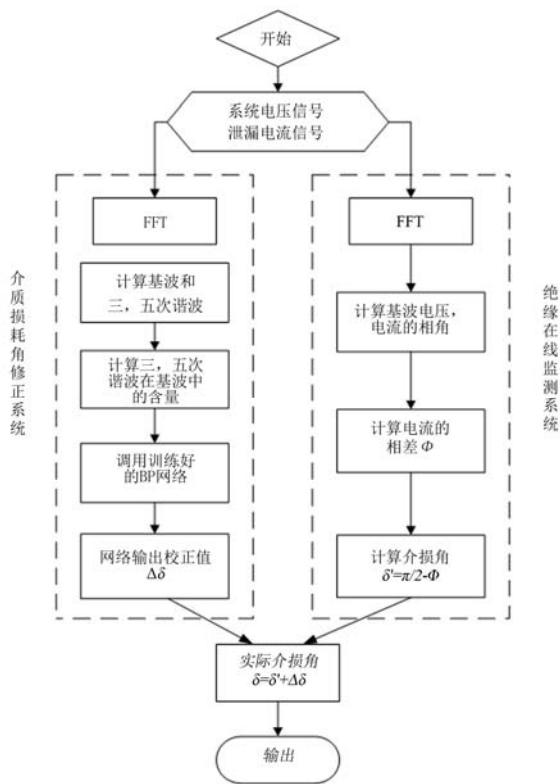 开始
系统电压信号
泄漏电流信号
介质损耗角修正系统
FFT
计算基波和
三，五次谐波
计算三，五次
谐波在基波中
的含量
调用训练好
的BP网络
网络输出校正值
Δδ
FFT
计算基波电压，
电流的相角
计算电流的
相差Φ
计算介损角
δ'=π/2-Φ
绝缘在线监测系统
实际介损角
δ=δ'+Δδ
输出